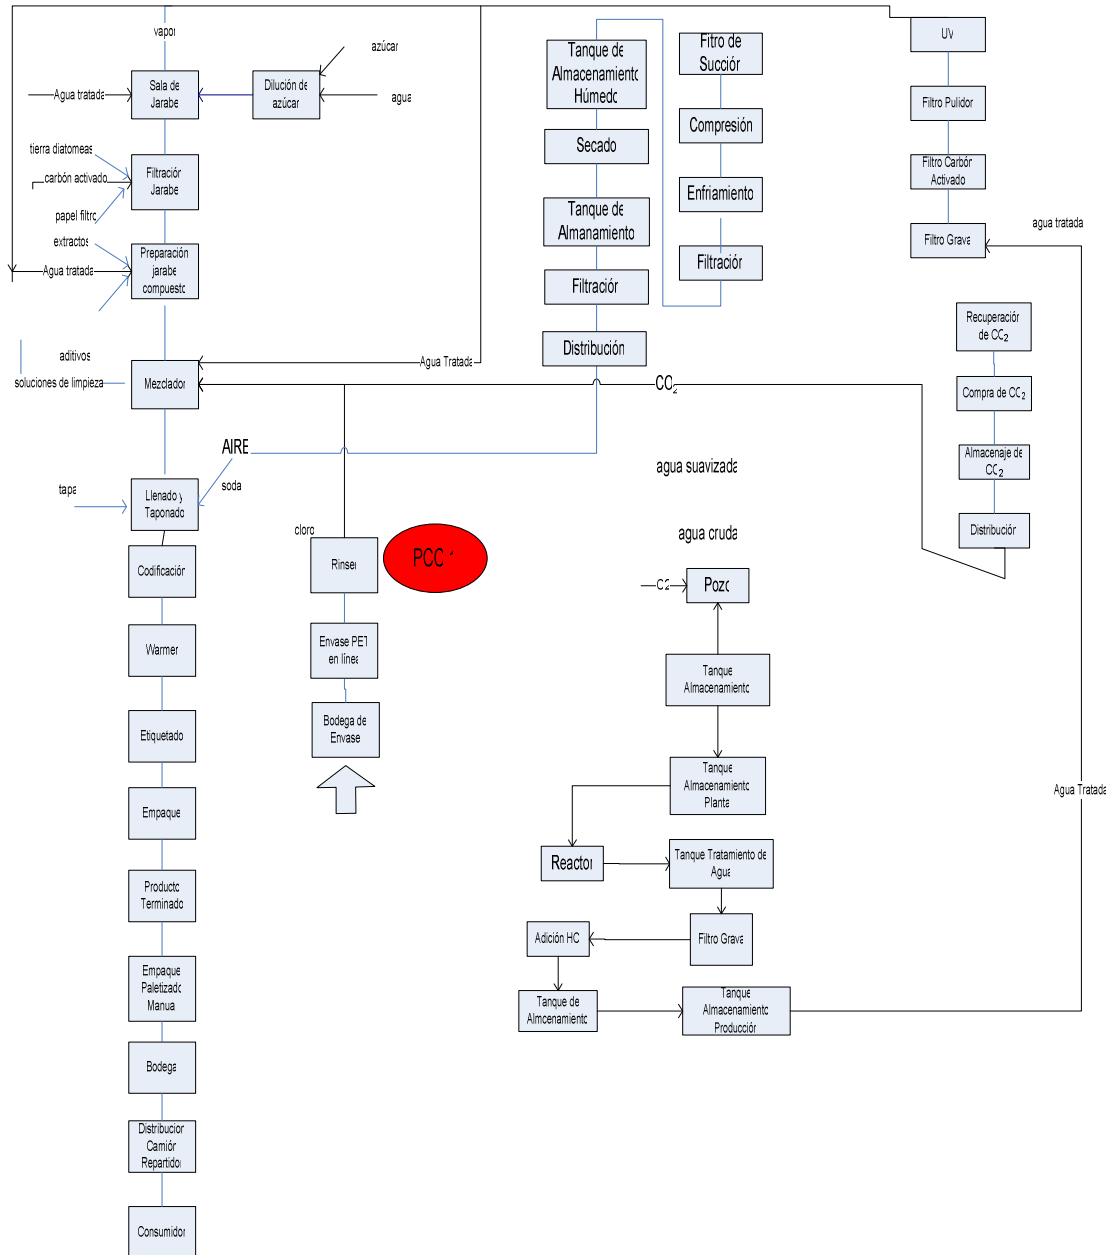 vapor
azúcar
Agua tratada
Sala de
Jarabe
Dilución de
azúcar
agua
tierra diatomeas
carbón activado
papel filtro
Filtración
Jarabe
extractos
Agua tratada
Preparación
jarabe
compuesto
aditivos
soluciones de limpieza
Mezclador
Agua Tratada
CO2
AIRE
soda
tapa
Llenado y
Taponado
Codificación
Warmer
Etiquetado
Empaque
Producto
Terminado
Empaque
Paletizado
Manual
Bodega
Distribucion
Camión
Repartidor
Consumidor
cloro
Rinser
PCC 1
Envase PET
en línea
Bodega de
Envase
Tanque de
Almacenamiento
Húmedo
Secado
Tanque de
Almanamiento
Filtración
Distribución
Fitro de
Succión
Compresión
Enfriamiento
Filtración
UV
Filtro Pulidor
Filtro Carbón
Activado
Filtro Grava
agua tratada
Recuperación
de CO2
Compra de CO2
Almacenaje de
CO2
Distribución
agua suavizada
agua cruda
Pozo
Tanque
Almacenamiento
Tanque
Almacenamiento
Planta
Reactor
Tanque Tratamiento de
Agua
Filtro Grava
Adición HC
Tanque de
Almcenamiento
Tanque
Almacenamiento
Producción
Agua Tratada